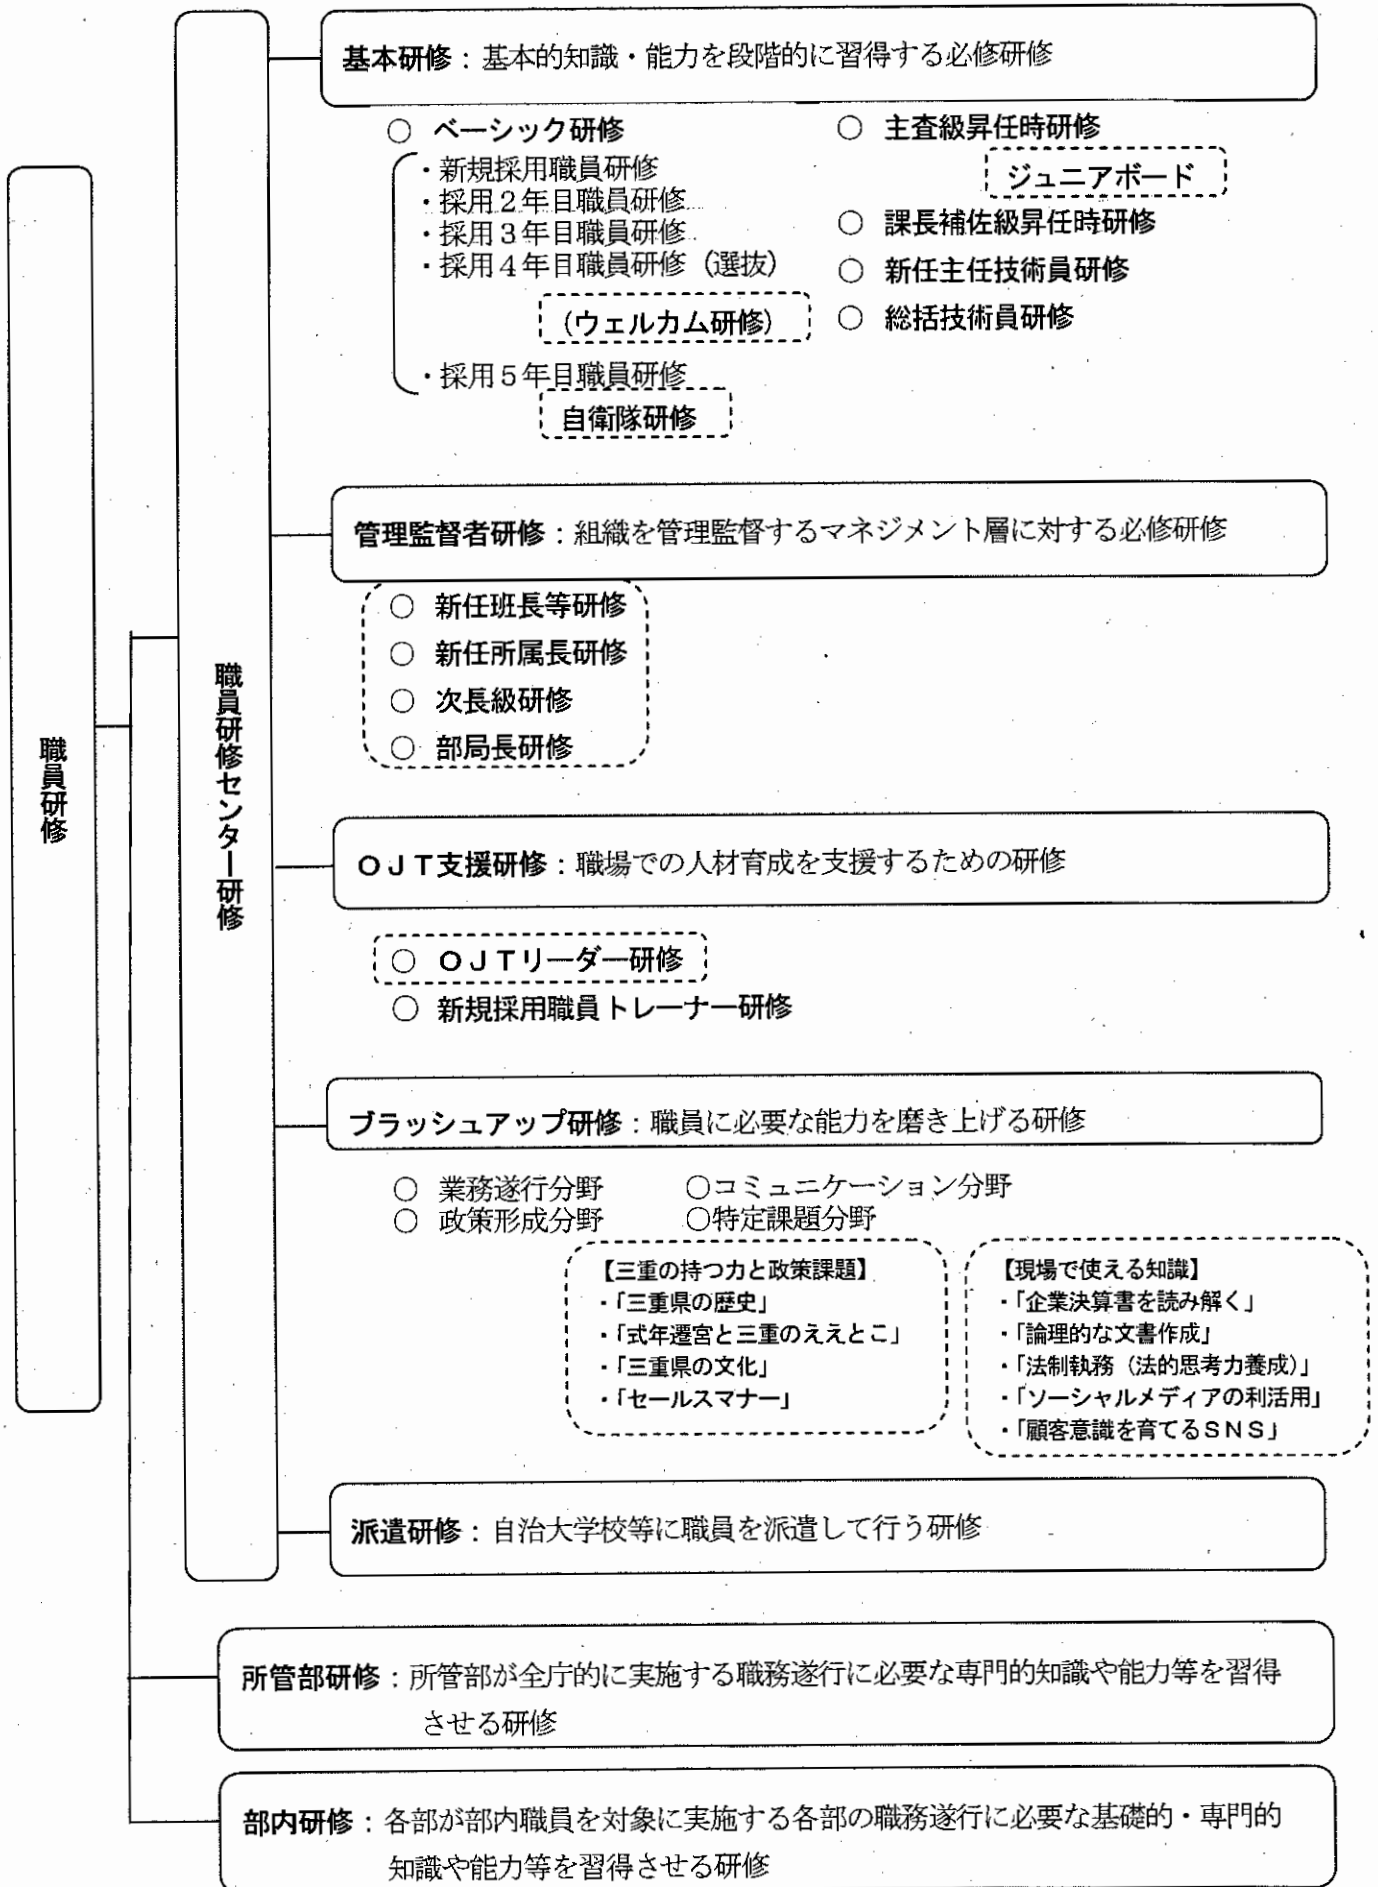 職員研修
職員研修センター研修
基本研修：基本的知識・能力を段階的に習得する必修研修
○ ベーシック研修
・新規採用職員研修
・採用２年目職員研修
・採用３年目職員研修
・採用４年目職員研修（選抜）
（ウェルカム研修）
・採用５年目職員研修
自衛隊研修
○ 主査級昇任時研修
ジュニアボード
○ 課長補佐級昇任時研修
○ 新任主任技術員研修
○ 総括技術員研修
管理監督者研修：組織を管理監督するマネジメント層に対する必修研修
○ 新任班長等研修
○ 新任所属長研修
○ 次長級研修
○ 部局長研修
ＯＪＴ支援研修：職場での人材育成を支援するための研修
○ ＯＪＴリーダー研修
○ 新規採用職員トレーナー研修
ブラッシュアップ研修：職員に必要な能力を磨き上げる研修
○ 業務遂行分野　○コミュニケーション分野
○ 政策形成分野　○特定課題分野
【三重の持つ力と政策課題】
・「三重県の歴史」
・「式年遷宮と三重のええとこ」
・「三重県の文化」
・「セールスマナー」
【現場で使える知識】
・「企業決算書を読み解く」
・「論理的な文書作成」
・「法制執務（法的思考力養成）」
・「ソーシャルメディアの利活用」
・「顧客意識を育てるＳＮＳ」
派遣研修：自治大学校等に職員を派遣して行う研修
所管部研修：所管部が全庁的に実施する職務遂行に必要な専門的知識や能力等を習得
させる研修
部内研修：各部が部内職員を対象に実施する各部の職務遂行に必要な基礎的・専門的
知識や能力等を習得させる研修